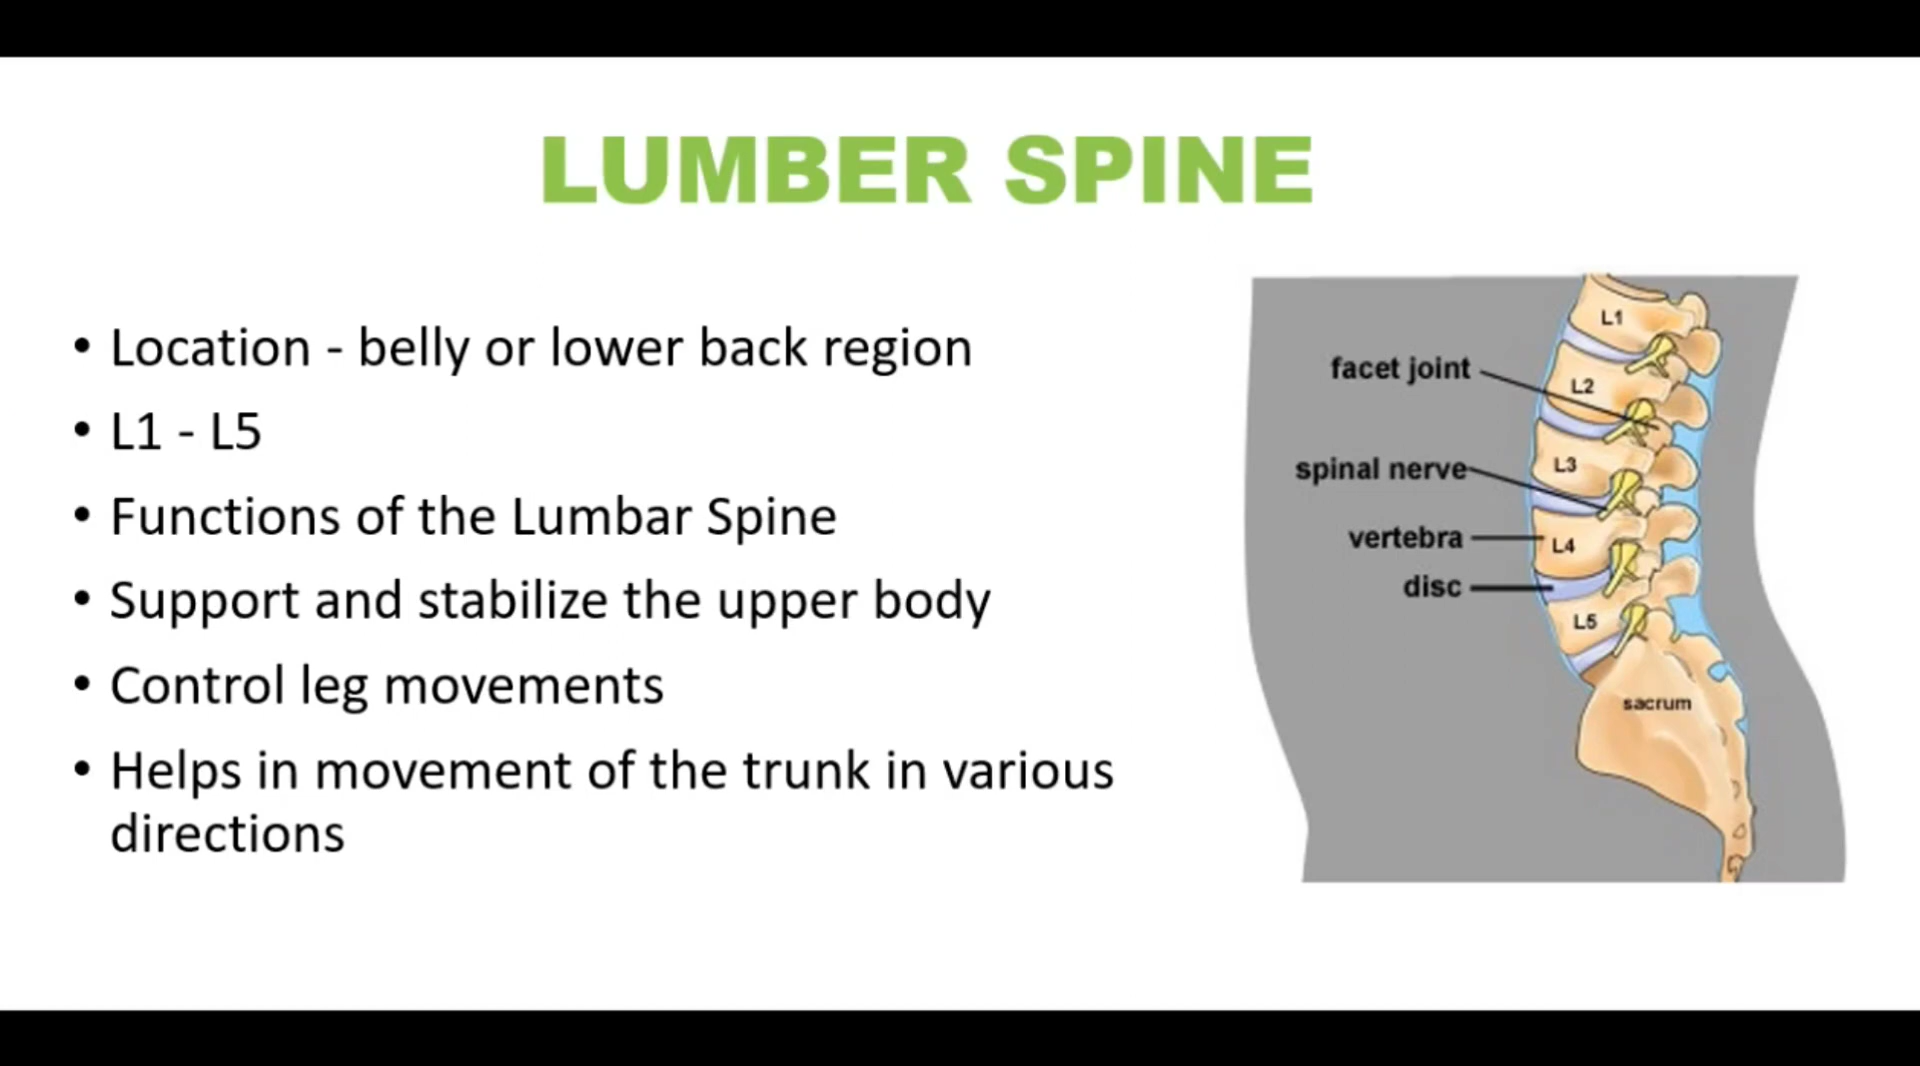 LUMBER SPINE
• Location - belly or lower back region
• L1 - L5
• Functions of the Lumbar Spine
• Support and stabilize the upper body
• Control leg movements
• Helps in movement of the trunk in various
directions
L1
facet joint
L2
spinal nerve
L3
vertebra
L4
disc
L5
sacrum